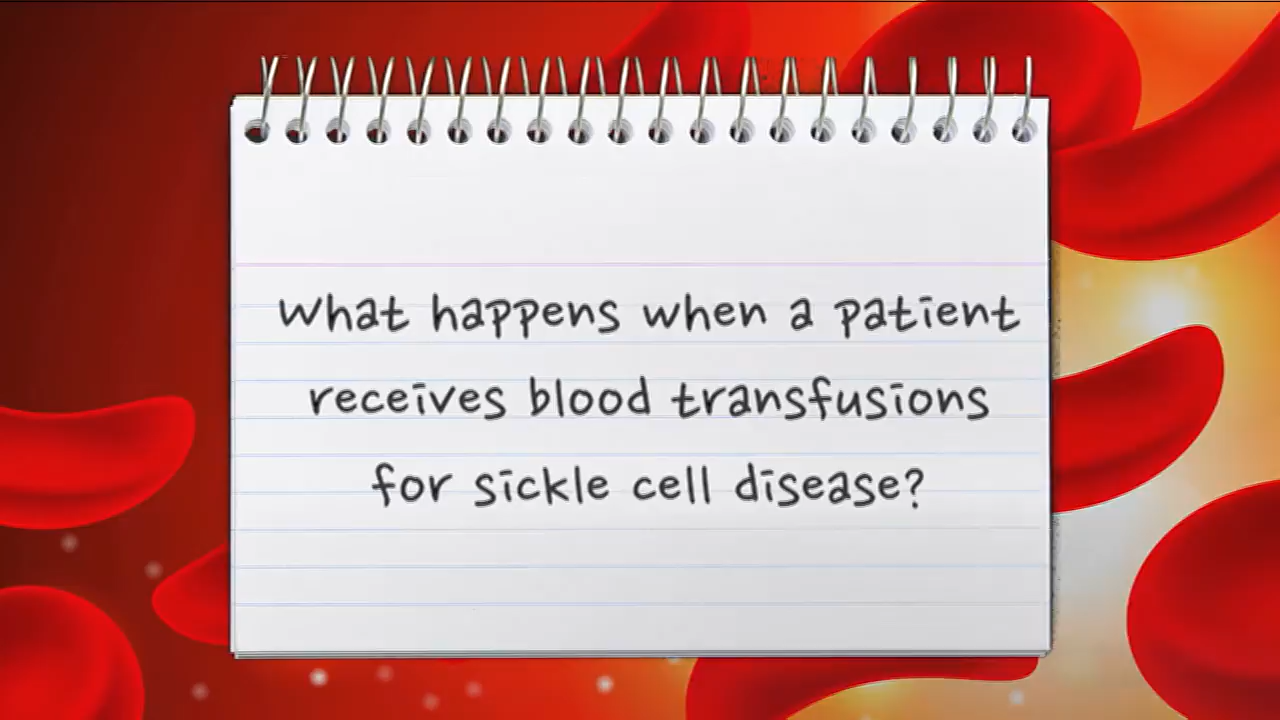 What happens when a patient
receives blood transfusions
for sickle cell disease?